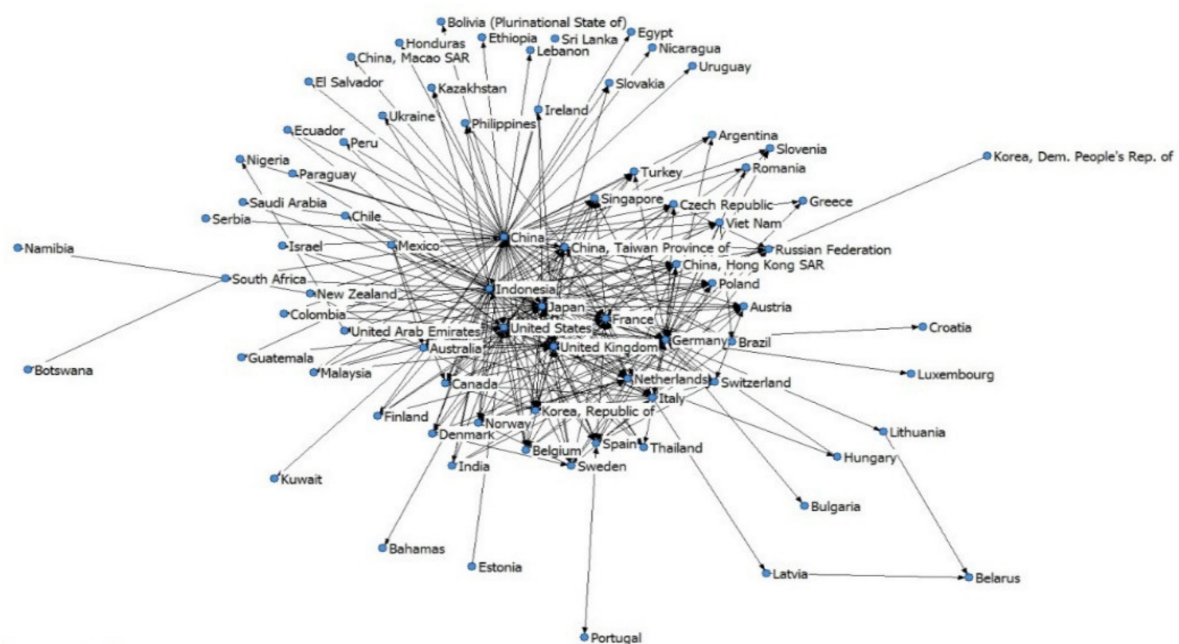 Bolivia (Plurinational State of)
Ethiopia
Sri Lanka
Egypt
Honduras
Lebanon
Nicaragua
China, Macao SAR
Uruguay
El Salvador
Kazakhstan
Slovakia
Ukraine
Philippines
Ireland
Ecuador
Peru
Argentina
Slovenia
Korea, Dem. People's Rep. of
Nigeria
Paraguay
Turkey
Romania
Saudi Arabia
Singapore
Czech Republic
Greece
Serbia
Chile
Viet Nam
Namibia
Israel
Mexico
China
China, Taiwan Province of
Russian Federation
China, Hong Kong SAR
South Africa
New Zealand
Indonesia
Poland
Colombia
Japan
Austria
United Arab Emirates
United States
France
Croatia
Guatemala
Australia
United Kingdom
Germany
Brazil
Botswana
Malaysia
Canada
Netherlands
Switzerland
Luxembourg
Italy
Finland
Korea, Republic of
Norway
Denmark
Spain
Thailand
Lithuania
Belgium
Hungary
India
Sweden
Kuwait
Bulgaria
Bahamas
Estonia
Latvia
Belarus
Portugal